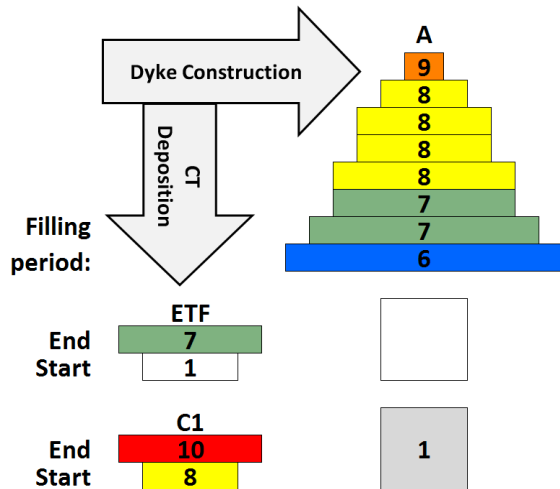 A
Dyke Construction
9
8
8
8
8
7
7
6
CT
Deposition
Filling
period:
ETF
End
7
Start
1
C1
End
10
Start
8
1